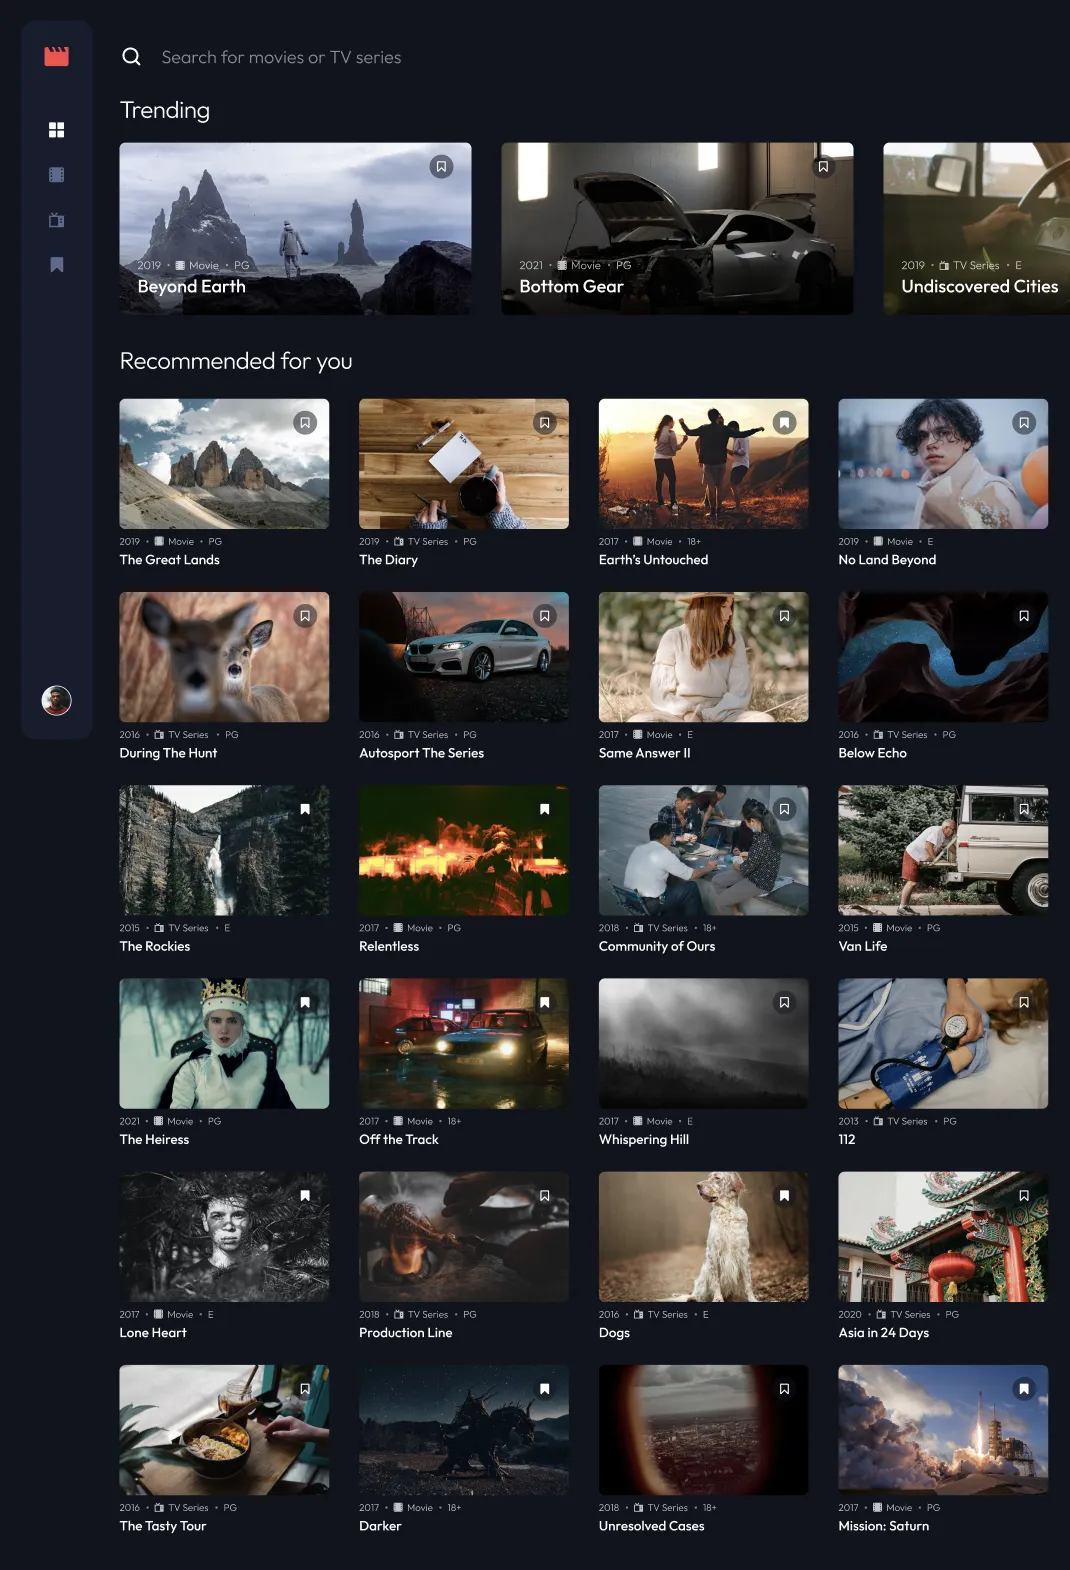 Search for movies or TV series
Trending
2019 • Movie • PG
Beyond Earth
2021 • Movie • PG
Bottom Gear
2019 • TV Series • E
Undiscovered Cities
Recommended for you
2019 • Movie • PG
The Great Lands
2019 • TV Series • PG
The Diary
2017 • Movie • 18+
Earth’s Untouched
2019 • Movie • E
No Land Beyond
2016 • TV Series • PG
During The Hunt
2016 • TV Series • PG
Autosport The Series
2017 • Movie • E
Same Answer II
2016 • TV Series • PG
Below Echo
2015 • TV Series • E
The Rockies
2017 • Movie • PG
Relentless
2018 • TV Series • 18+
Community of Ours
2015 • Movie • PG
Van Life
2021 • Movie • PG
The Heiress
2017 • Movie • 18+
Off the Track
2017 • Movie • E
Whispering Hill
2013 • TV Series • PG
112
2017 • Movie • E
Lone Heart
2018 • TV Series • PG
Production Line
2016 • TV Series • E
Dogs
2020 • TV Series • PG
Asia in 24 Days
2016 • TV Series • PG
The Tasty Tour
2017 • Movie • 18+
Darker
2018 • TV Series • 18+
Unresolved Cases
2017 • Movie • PG
Mission: Saturn